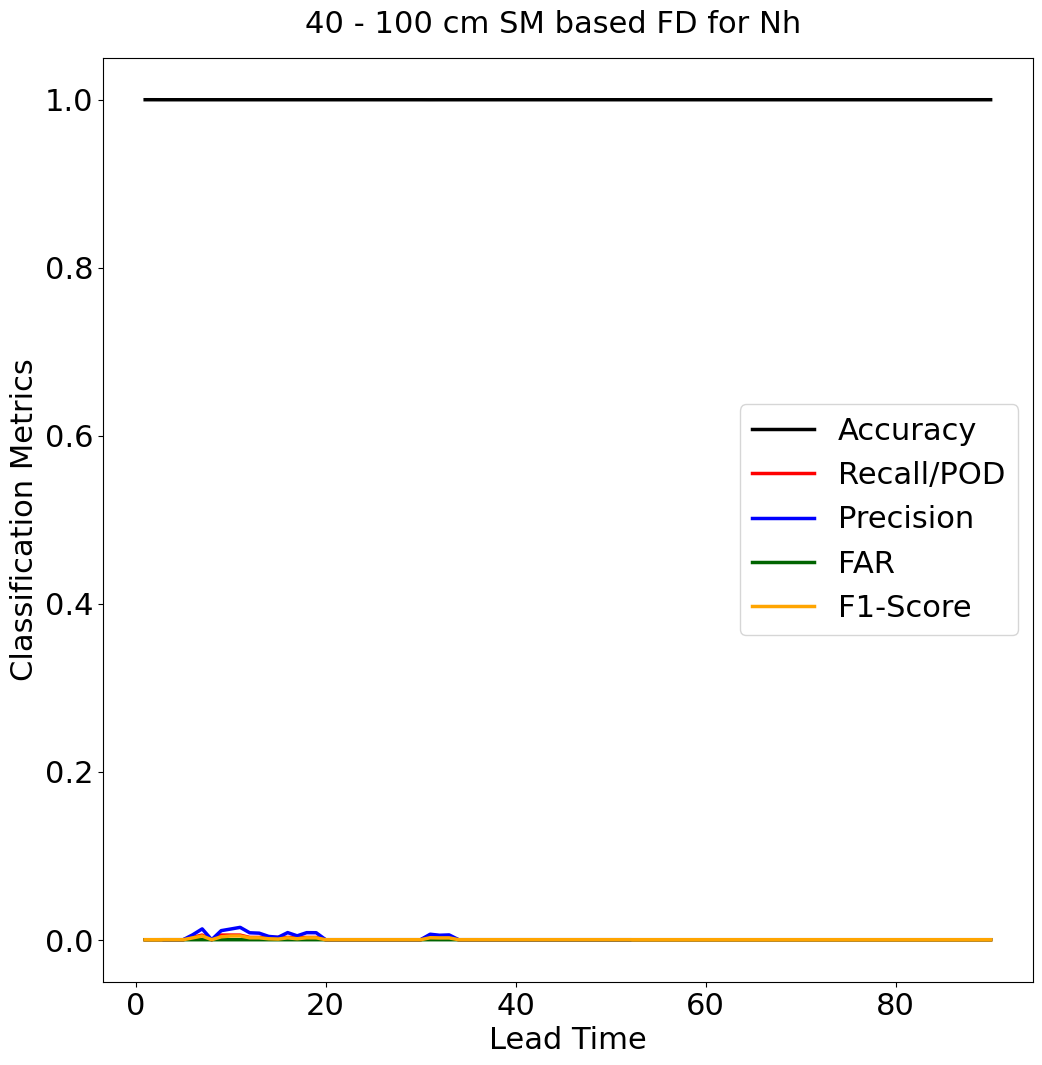 40 - 100 cm SM based FD for Nh
1.0
0.8
0.6
0.4
0.2
0.0
Classification Metrics
Accuracy
Recall/POD
Precision
FAR
F1-Score
0 20 40 60 80
Lead Time